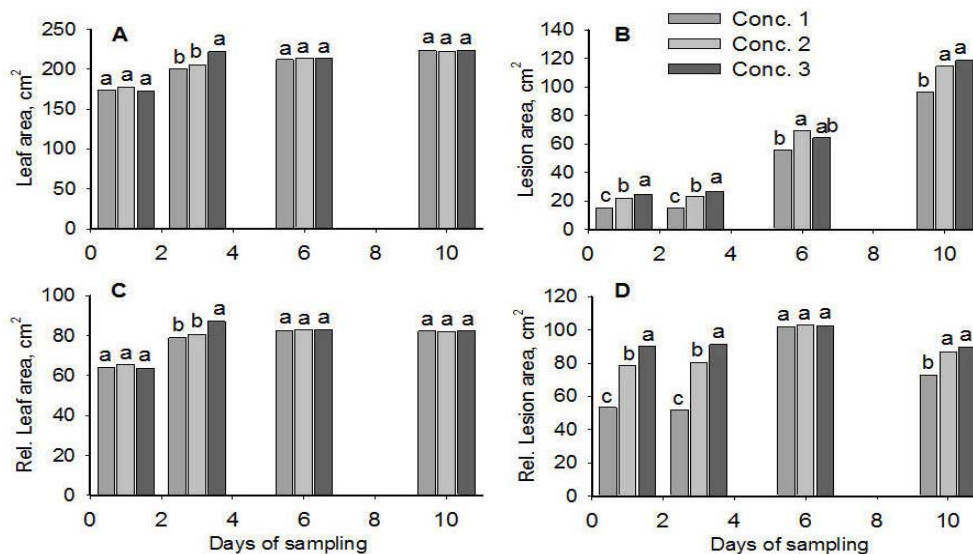 A
Leaf area, cm²
250
200
150
100
50
0
a a a
b b a
a a a
a a a
0 2 4 6 8 10
B
Conc. 1
Conc. 2
Conc. 3
Lesion area, cm²
140
120
100
80
60
40
20
0
c b a
c b a
b a ab
b a a
0 2 4 6 8 10
C
Rel. Leaf area, cm²
100
80
60
40
20
0
a a a
b b a
a a a
a a a
0 2 4 6 8 10
Days of sampling
D
Rel. Lesion area, cm²
120
100
80
60
40
20
0
c b a
c b a
a a a
b a a
0 2 4 6 8 10
Days of sampling